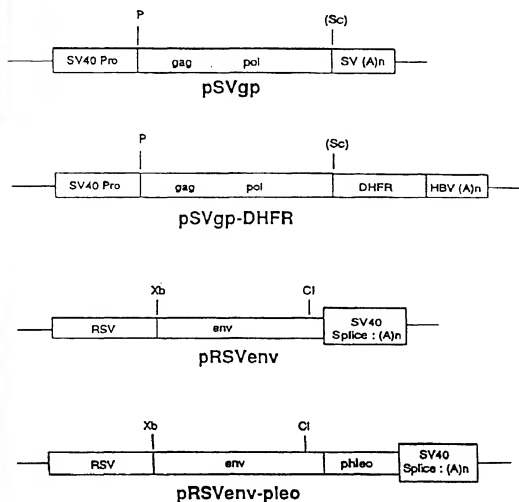 P (Sc)
SV40 Pro gag pol SV (A)n
pSVgp
P (Sc)
SV40 Pro gag pol DHFR HBV (A)n
pSVgp-DHFR
Xb Cl
RSV env SV40
Splice : (A)n
pRSVenv
Xb Cl
RSV env phleo SV40
Splice : (A)n
pRSVenv-pleo